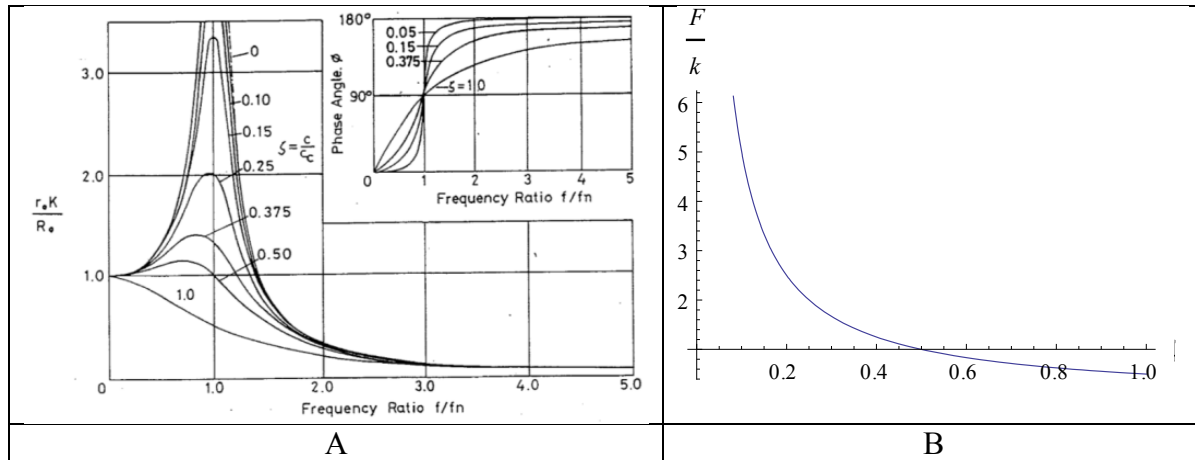 180°
0.05
0.15
0.375
ζ=1.0
90°
0
Phase Angle, ϕ
0 1 2 3 4 5
Frequency Ratio f/fn
0
0.10
0.15
ζ = c/Cc
0.25
0.375
0.50
1.0
3.0
2.0
1.0
0
r₀K
R₀
1.0 2.0 3.0 4.0 5.0
Frequency Ratio f/fn
A
F
k
6
5
4
3
2
0.2 0.4 0.6 0.8 1.0
B